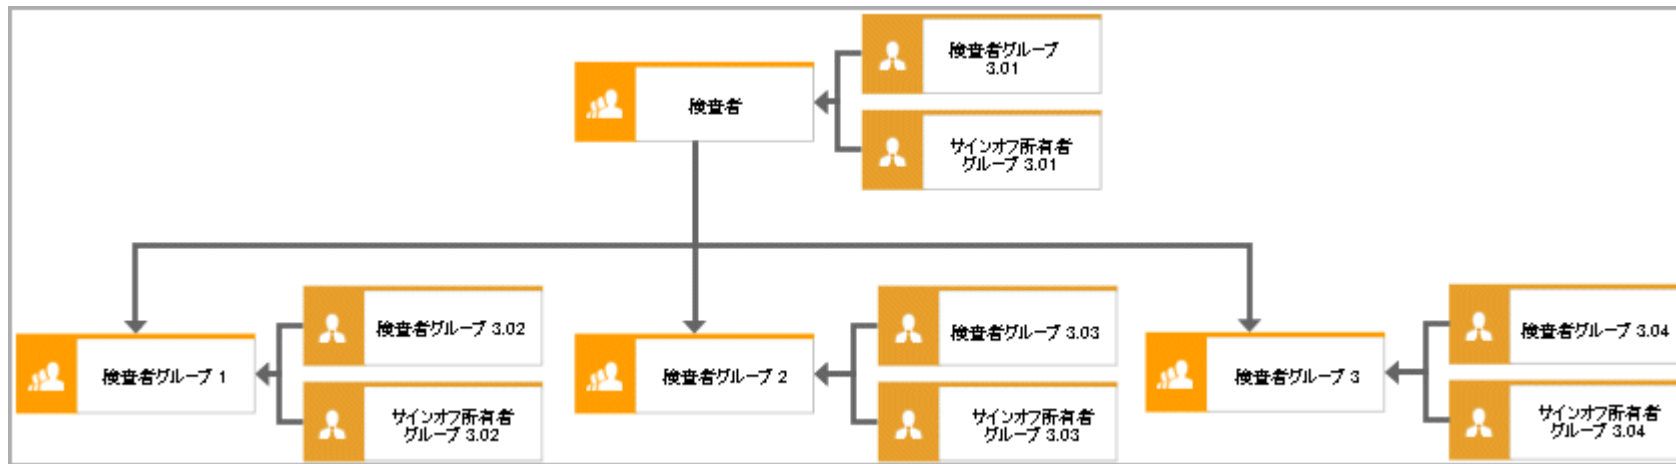 検査者グループ
3.01
検査者
サインオフ所有者
グループ 3.01
検査者グループ 3.02
検査者グループ 1
サインオフ所有者
グループ 3.02
検査者グループ 3.03
検査者グループ 2
サインオフ所有者
グループ 3.03
検査者グループ 3.04
検査者グループ 3
サインオフ所有者
グループ 3.04